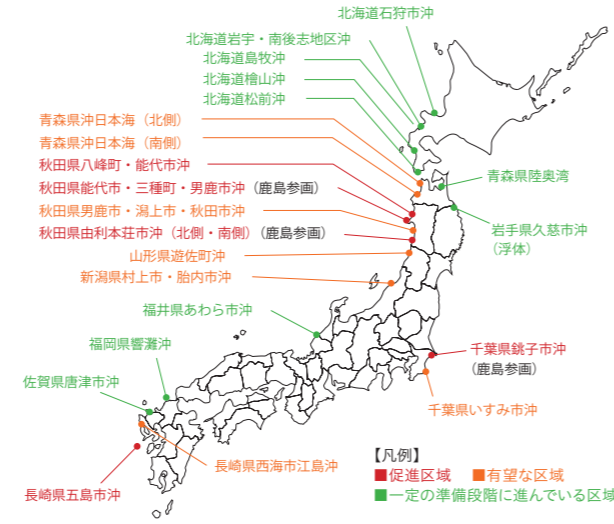 北海道石狩市沖
北海道岩宇・南後志地区沖
北海道島牧沖
北海道檜山沖
北海道松前沖
青森県沖日本海（北側）
青森県沖日本海（南側）
秋田県八峰町・能代市沖
秋田県能代市・三種町・男鹿市沖（鹿島参画）
秋田県男鹿市・潟上市・秋田市沖
秋田県由利本荘市沖（北側・南側）（鹿島参画）
山形県遊佐町沖
新潟県村上市・胎内市沖
青森県陸奥湾
岩手県久慈市沖
（浮体）
福井県あわら市沖
福岡県響灘沖
佐賀県唐津市沖
千葉県銚子市沖
（鹿島参画）
千葉県いすみ市沖
長崎県西海市江島沖
長崎県五島市沖
【凡例】
■促進区域 ■有望な区域
■一定の準備段階に進んでいる区域